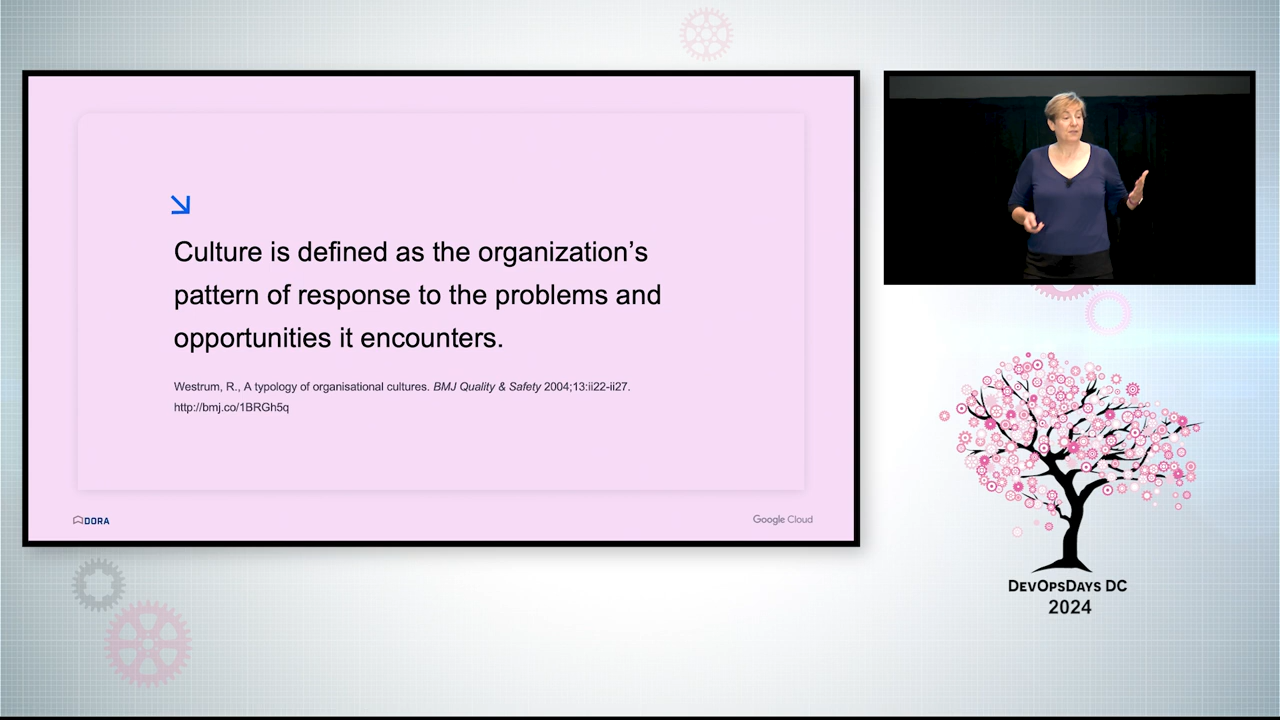 Culture is defined as the organization’s
pattern of response to the problems and
opportunities it encounters.
Westrum, R., A typology of organisational cultures. BMJ Quality & Safety 2004;13:ii22-ii27.
http://bmj.co/1BRGh5q
DORA
Google Cloud
DevOpsDays DC
2024